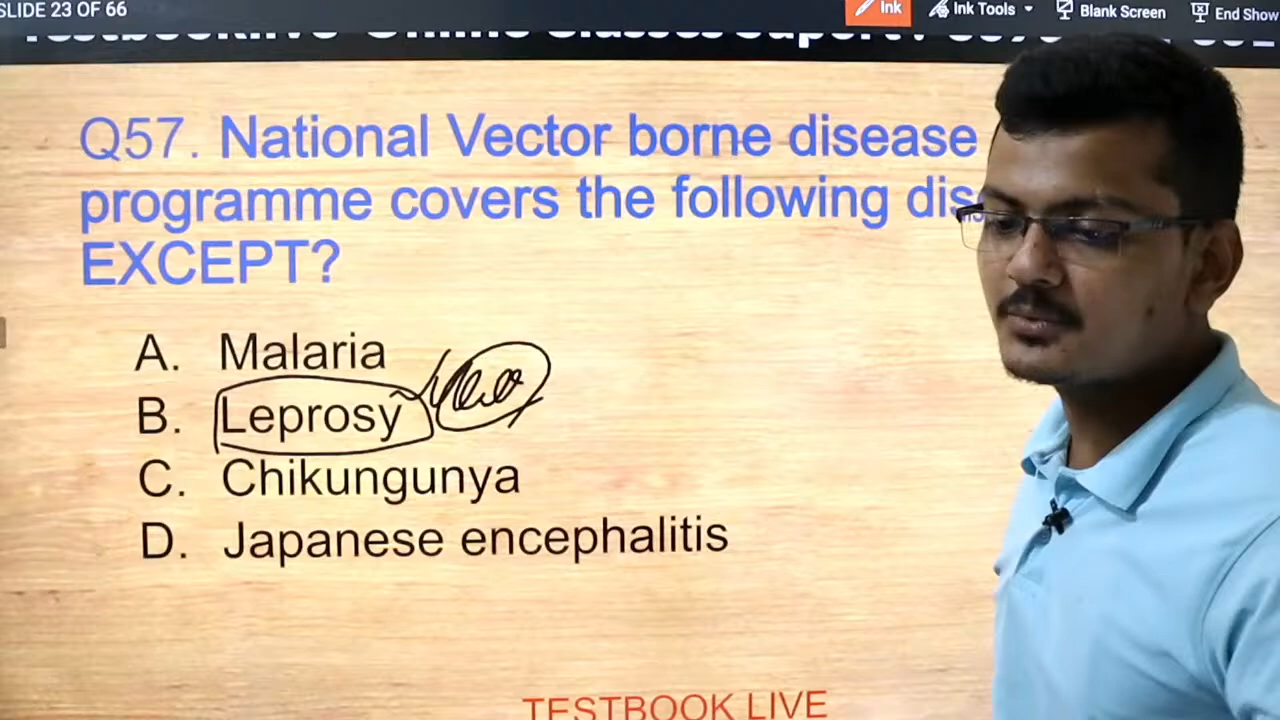 SLIDE 23 OF 66
Ink
Ink Tools
Blank Screen
End Show
Q57. National Vector borne disease
programme covers the following
EXCEPT?
A. Malaria
B. Leprosy
C. Chikungunya
D. Japanese encephalitis
TESTBOOK LIVE